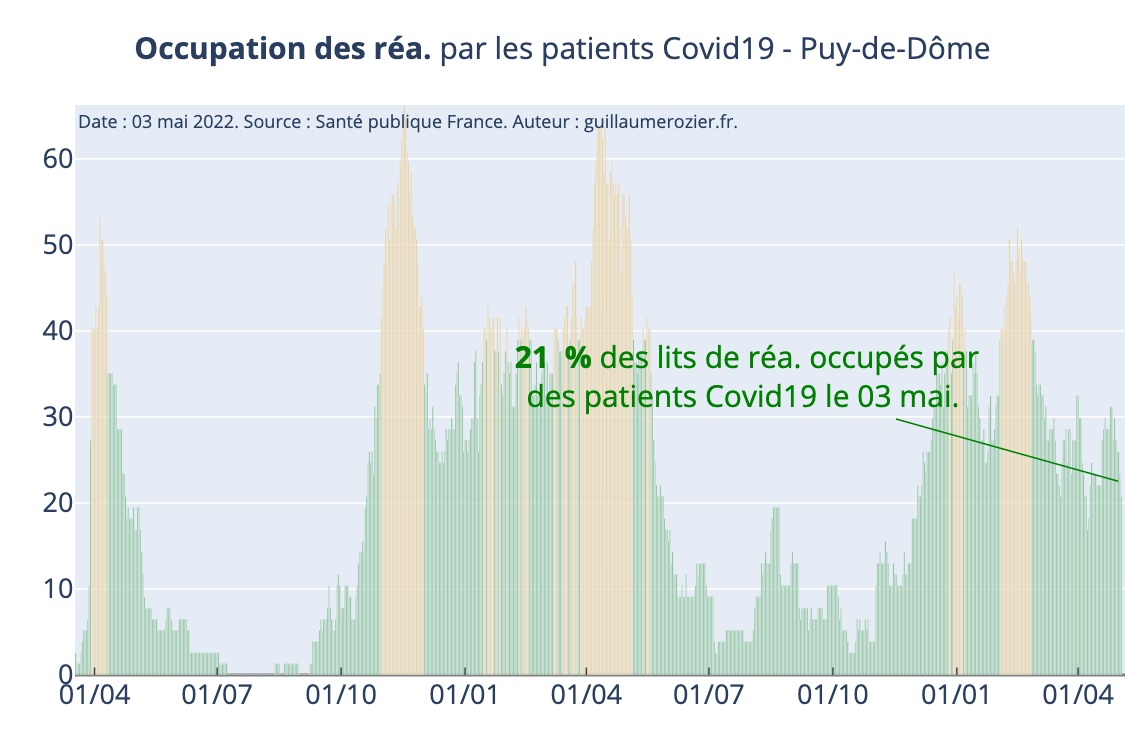 Occupation des réa. par les patients Covid19 - Puy-de-Dôme
Date : 03 mai 2022. Source : Santé publique France. Auteur : guillaumerozier.fr.
60
50
40
30
20
10
0
21 % des lits de réa. occupés par
des patients Covid19 le 03 mai.
01/04 01/07 01/10 01/01 01/04 01/07 01/10 01/01 01/04